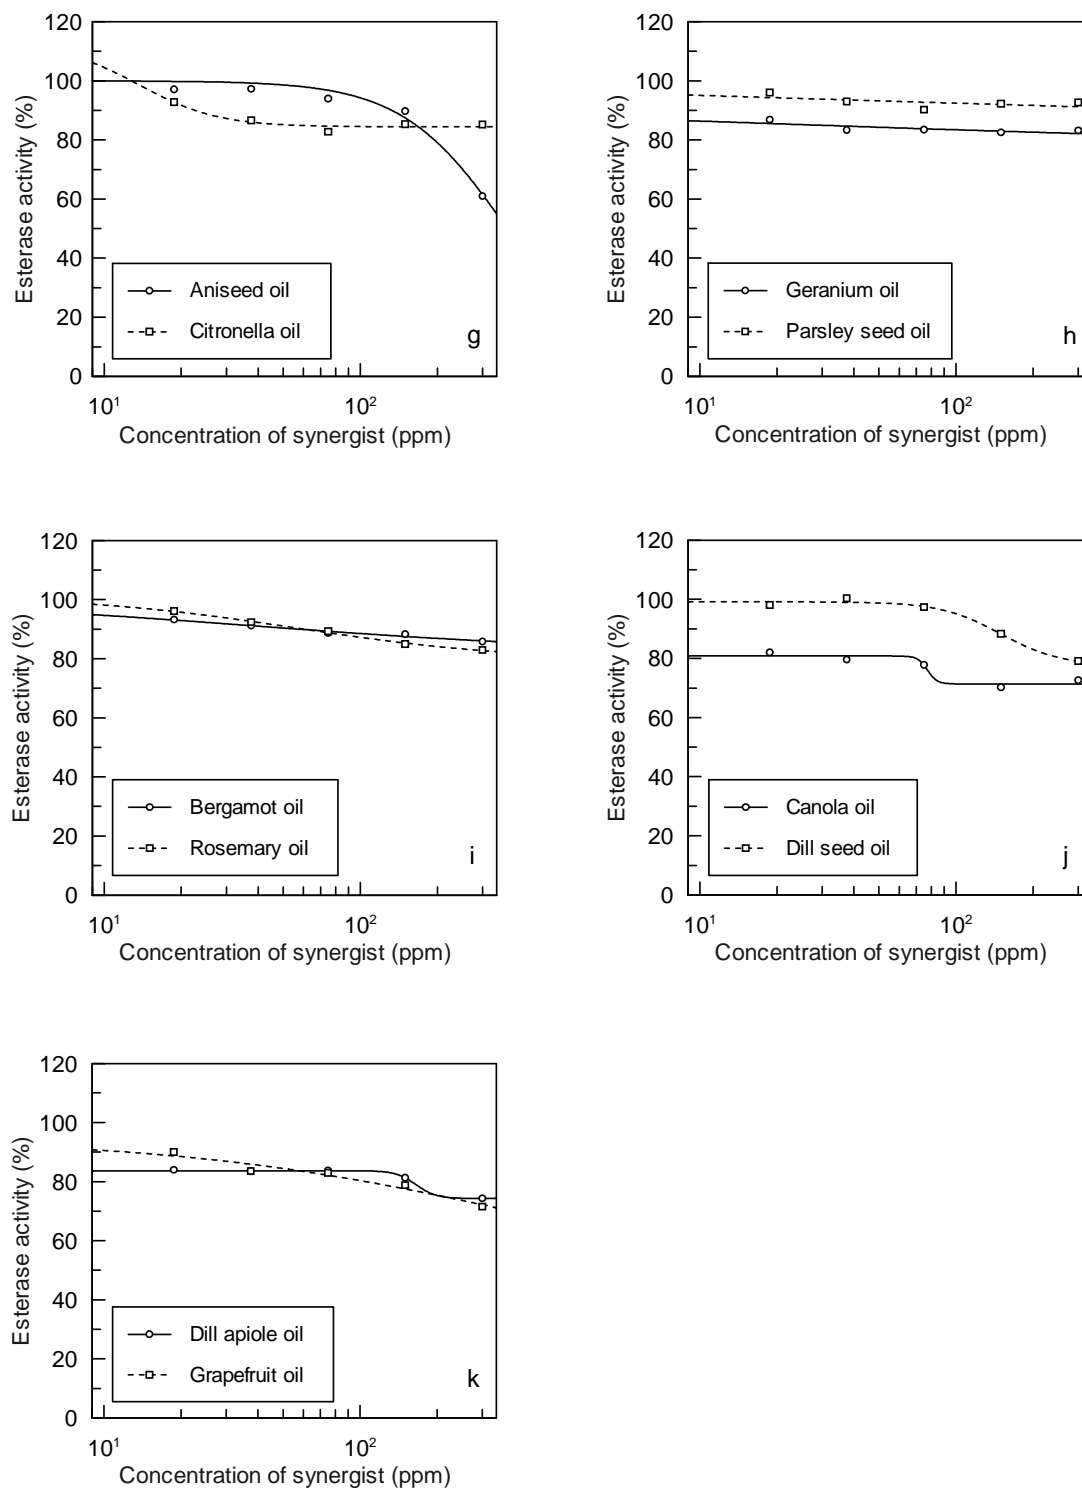 120
100
80
60
40
20
0
Esterase activity (%)
Aniseed oil
Citronella oil
g
10¹ 10²
Concentration of synergist (ppm)
120
100
80
60
40
20
0
Esterase activity (%)
Geranium oil
Parsley seed oil
h
10¹ 10²
Concentration of synergist (ppm)
120
100
80
60
40
20
0
Esterase activity (%)
Bergamot oil
Rosemary oil
i
10¹ 10²
Concentration of synergist (ppm)
120
100
80
60
40
20
0
Esterase activity (%)
Canola oil
Dill seed oil
j
10¹ 10²
Concentration of synergist (ppm)
120
100
80
60
40
20
0
Esterase activity (%)
Dill apiole oil
Grapefruit oil
k
10¹ 10²
Concentration of synergist (ppm)